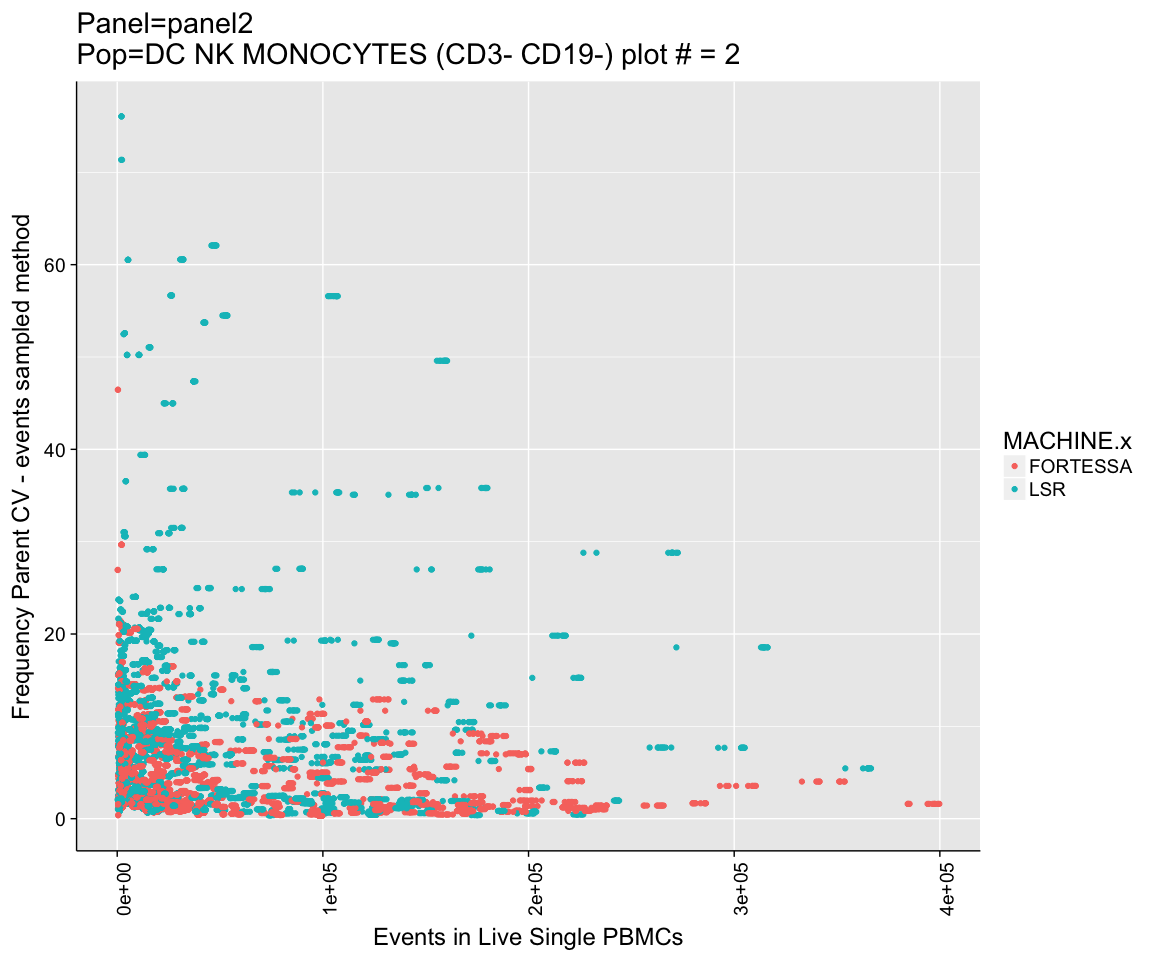 Panel=panel2
Pop=DC NK MONOCYTES (CD3- CD19-) plot # = 2
Frequency Parent CV - events sampled method
60
40
20
0
0e+00
1e+05
2e+05
3e+05
4e+05
Events in Live Single PBMCs
MACHINE.x
FORTESSA
LSR